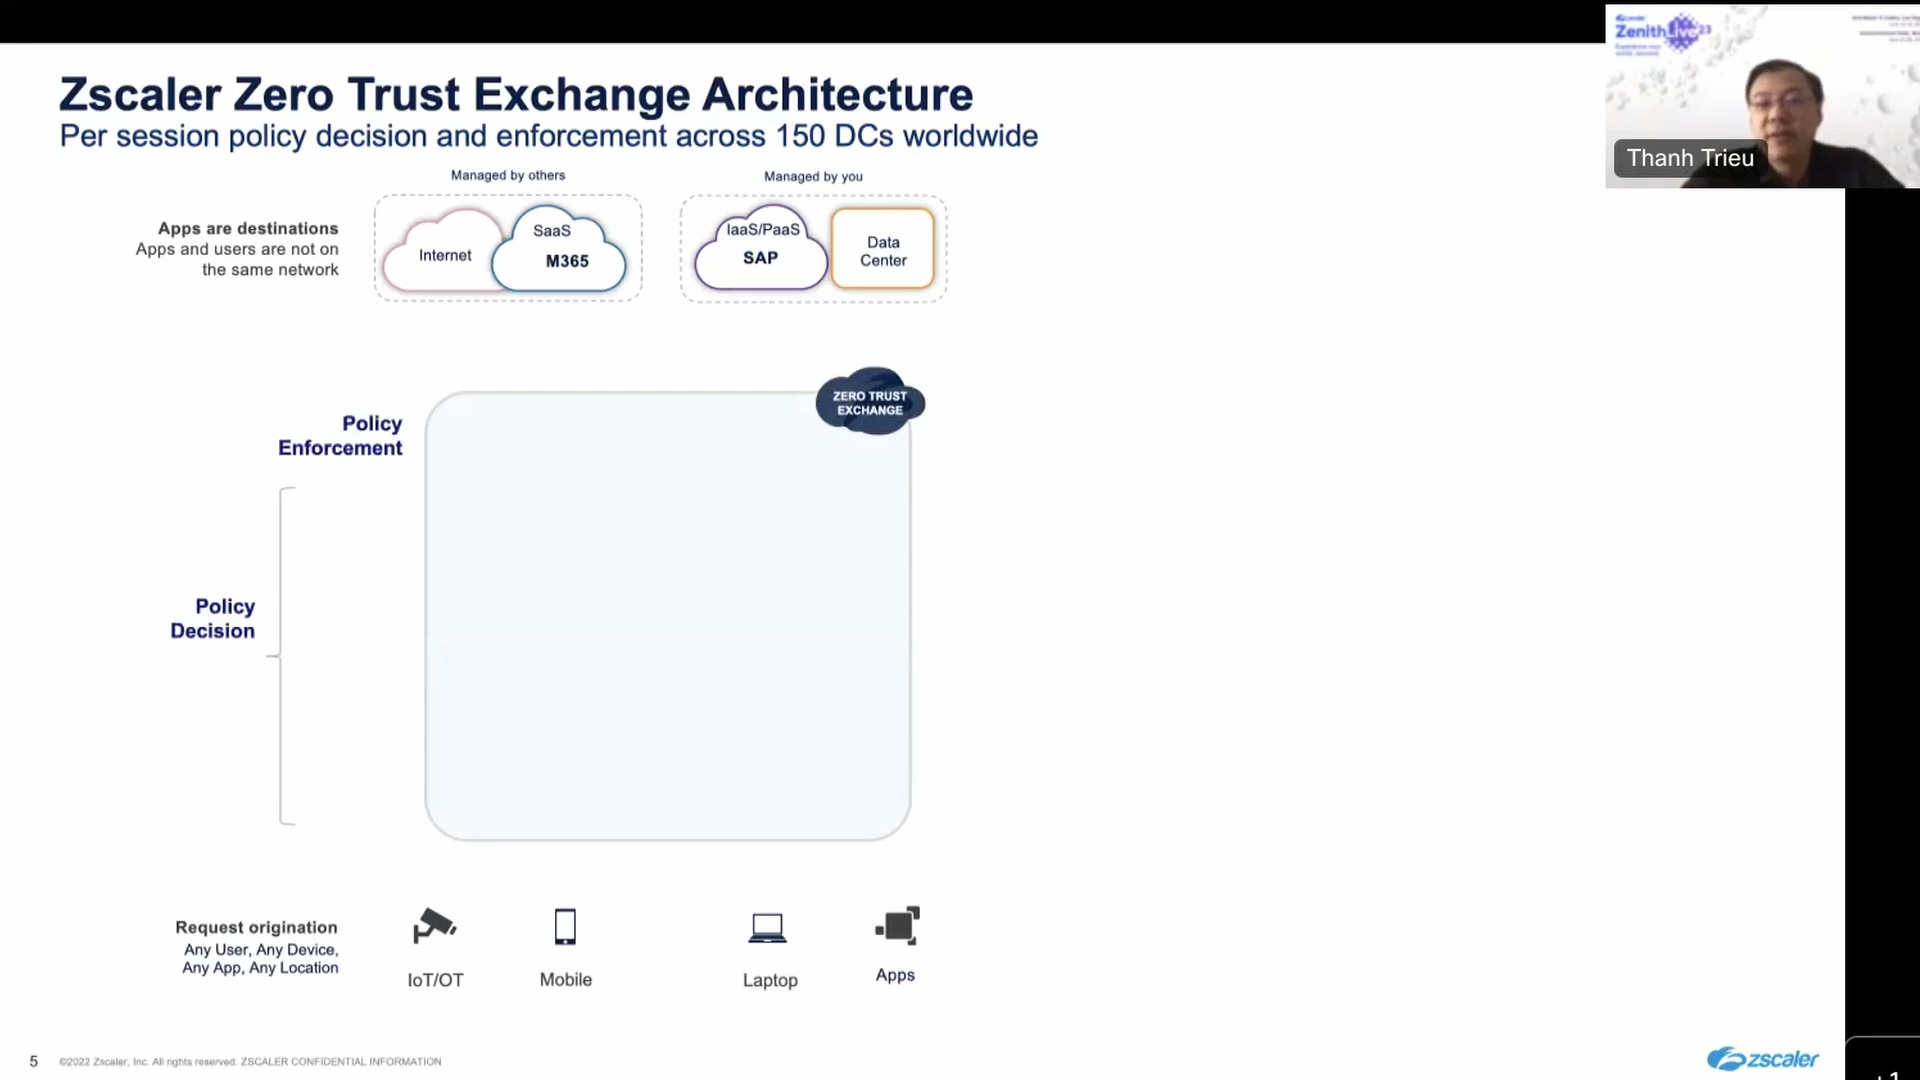 Zscaler Zero Trust Exchange Architecture
Per session policy decision and enforcement across 150 DCs worldwide
Managed by others
Managed by you
Apps are destinations
Apps and users are not on
the same network
Internet
SaaS
M365
IaaS/PaaS
SAP
Data
Center
ZERO TRUST
EXCHANGE
Policy
Enforcement
Policy
Decision
Request origination
Any User, Any Device,
Any App, Any Location
IoT/OT
Mobile
Laptop
Apps
5
©2022 Zscaler, Inc. All rights reserved. ZSCALER CONFIDENTIAL INFORMATION
zscaler
zscaler
ZenithLive'23
Thanh Trieu
+1